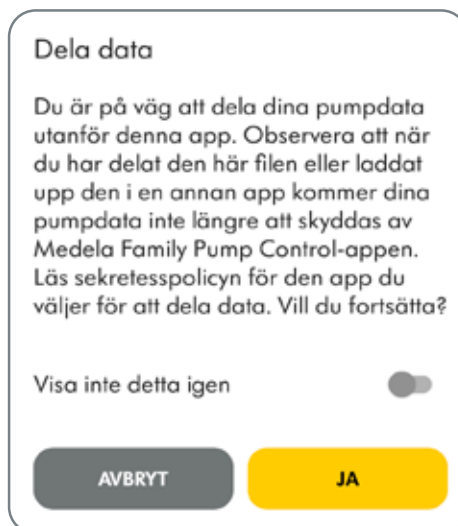 Dela data
Du är på väg att dela dina pumpdata
utanför denna app. Observera att när
du har delat den här filen eller laddat
upp den i en annan app kommer dina
pumpdata inte längre att skyddas av
Medela Family Pump Control-appen.
Läs sekretesspolicyn för den app du
väljer för att dela data. Vill du fortsätta?
Visa inte detta igen
AVBRYT
JA